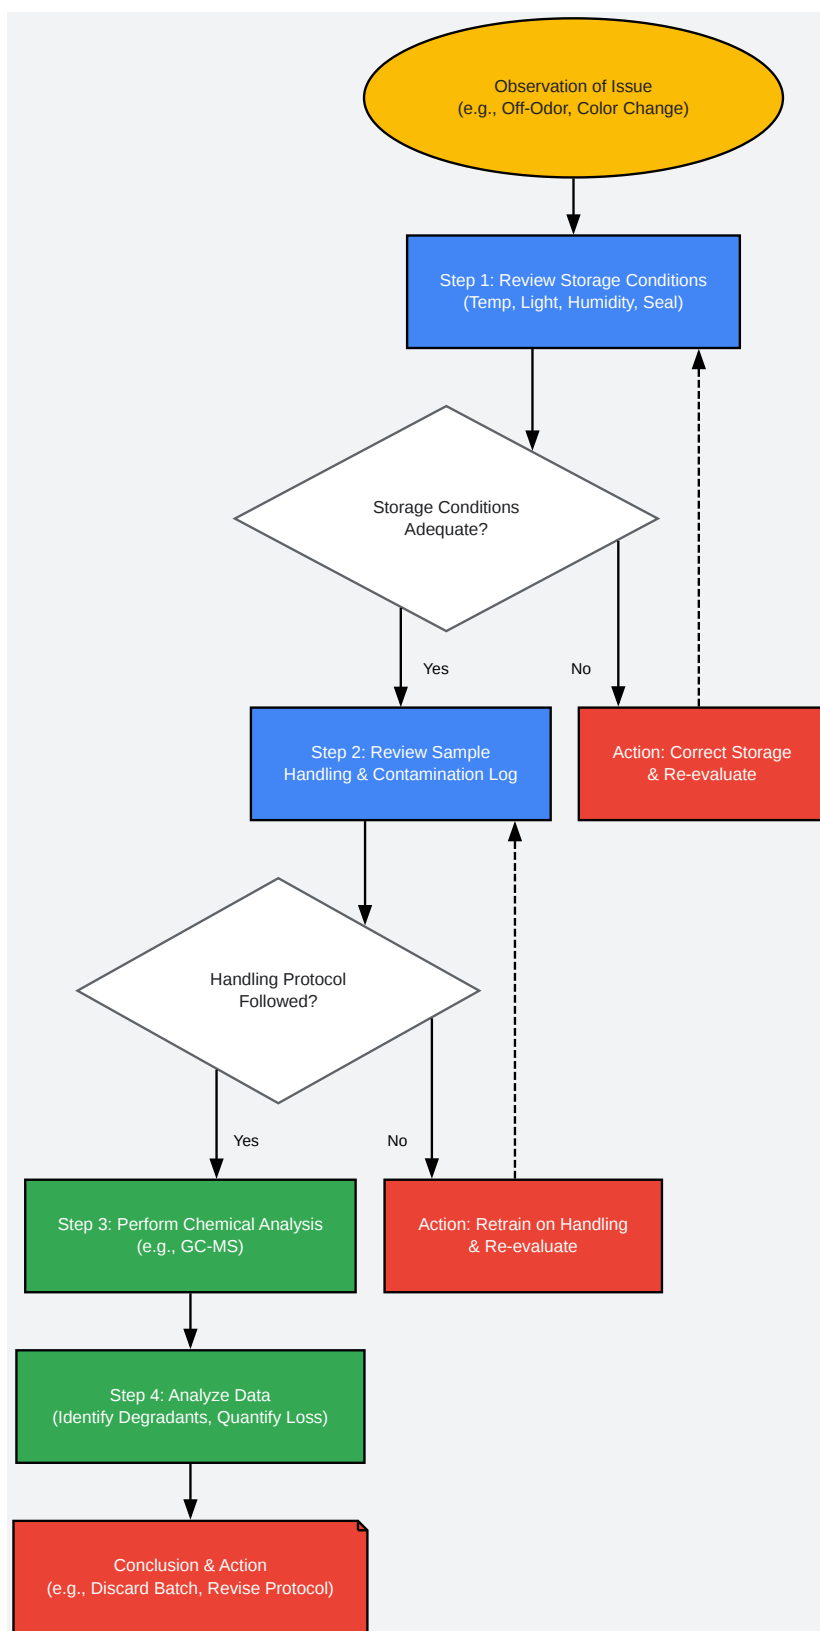 Observation of Issue
(e.g., Off-Odor, Color Change)
Step 1: Review Storage Conditions
(Temp, Light, Humidity, Seal)
Storage Conditions
Adequate?
Yes
No
Step 2: Review Sample
Handling & Contamination Log
Action: Correct Storage
& Re-evaluate
Handling Protocol
Followed?
Yes
No
Step 3: Perform Chemical Analysis
(e.g., GC-MS)
Action: Retrain on Handling
& Re-evaluate
Step 4: Analyze Data
(Identify Degradants, Quantify Loss)
Conclusion & Action
(e.g., Discard Batch, Revise Protocol)